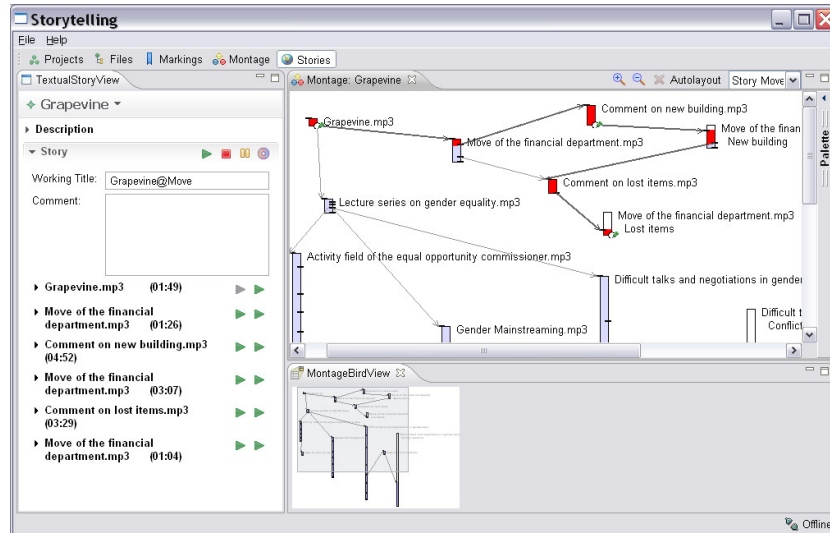 Storytelling
File Help
Projects Files Markings Montage Stories
TextualStoryView
Grapevine
Description
Story
Working Title: Grapevine@Move
Comment:
Grapevine.mp3 (01:49)
Move of the financial
department.mp3 (01:26)
Comment on new building.mp3
(04:52)
Move of the financial
department.mp3 (03:07)
Comment on lost items.mp3
(03:29)
Move of the financial
department.mp3 (01:04)
Montage: Grapevine
Autolayout Story Move
Palette
Grapevine.mp3
Comment on new building.mp3
Move of the financial department.mp3
Move of the finan
New building
Comment on lost items.mp3
Lecture series on gender equality.mp3
Move of the financial department.mp3
Lost items
Activity field of the equal opportunity commissioner.mp3
Difficult talks and negotiations in gende
Gender Mainstreaming.mp3
Difficult t
Conflic
MontageBirdView
Offline